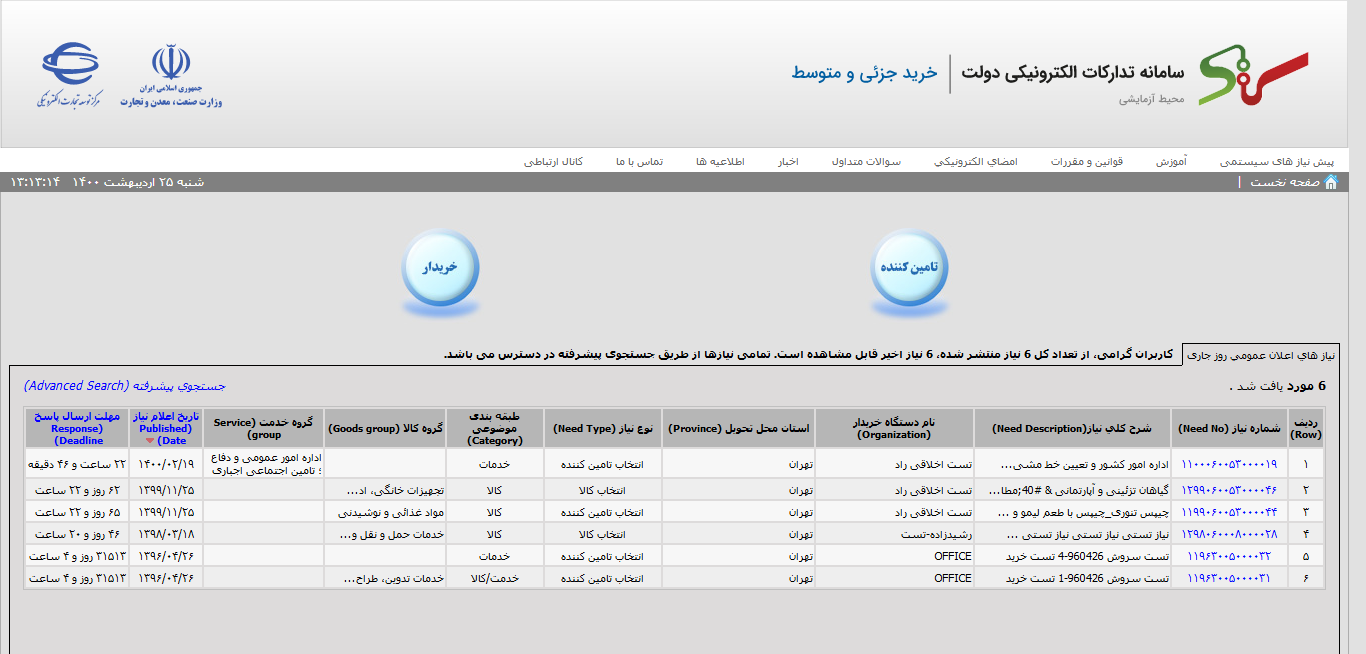 سامانه تدارکات الکترونیکی دولت | خرید جزئی و متوسط
محیط آزمایشی
جمهوری اسلامی ایران
وزارت صنعت، معدن و تجارت
مرکز توسعه تجارت الکترونیکی
پیش نیاز های سیستمی آموزش قوانین و مقررات امضاي الکترونیکي سوالات متداول اخبار اطلاعیه ها تماس با ما کانال ارتباطی
صفحه نخست | شنبه ۲۵ اردیبهشت ۱۴۰۰ ۱۳:۱۳:۱۴
تامین کننده
خریدار
نیاز هاي اعلان عمومي روز جاری
کاربران گرامی، از تعداد کل 6 نیاز منتشر شده، 6 نیاز اخیر قابل مشاهده است. تمامی نیازها از طریق جستجوی پیشرفته در دسترس می باشد.
6 مورد یافت شد .
جستجوي پیشرفته (Advanced Search)
ردیف (Row) شماره نیاز (Need No) شرح کلي نیاز(Need Description) نام دستگاه خریدار (Organization) استان محل تحویل (Province) نوع نیاز (Need Type) طبقه بندی موضوعی (Category) گروه کالا (Goods group) گروه خدمت (Service group) تاریخ اعلام نیاز (Published Date) مهلت ارسال پاسخ (Response Deadline)
۱ ۱۱۰۰۰۶۰۰۵۳۰۰۰۰۱۹ اداره امور کشور و تعیین خط مشی... تست اخلاقی راد تهران انتخاب تامین کننده خدمات اداره امور عمومی و دفاع ؛ تامین اجتماعی اجباری ۱۴۰۰/۰۲/۱۹ ۲۲ ساعت و ۴۶ دقیقه
۲ ۱۲۹۹۰۶۰۰۵۳۰۰۰۰۴۶ گیاهان تزئینی و آپارتمانی & #40;مطا... تست اخلاقی راد تهران انتخاب کالا کالا تجهیزات خانگی، اد... ۱۳۹۹/۱۱/۲۵ ۶۲ روز و ۲۲ ساعت
۳ ۱۱۹۹۰۶۰۰۵۳۰۰۰۰۴۴ چیپس تنوری_چیپس با طعم لیمو و ... تست اخلاقی راد تهران انتخاب تامین کننده کالا مواد غذائی و نوشیدنی ۱۳۹۹/۱۱/۲۵ ۶۵ روز و ۲۲ ساعت
۴ ۱۲۹۸۰۶۰۰۰۸۰۰۰۰۲۸ نیاز تستی نیاز تستی نیاز تستی ... رشیدزاده-تست تهران انتخاب کالا کالا خدمات حمل و نقل و... ۱۳۹۸/۰۳/۱۸ ۴۶ روز و ۲۰ ساعت
۵ ۱۱۹۶۳۰۰۵۰۰۰۰۳۲ تست سروش 960426-4 تست خرید OFFICE تهران انتخاب تامین کننده خدمات ۱۳۹۶/۰۴/۲۶ ۳۱۵۱۳ روز و ۴ ساعت
۶ ۱۱۹۶۳۰۰۵۰۰۰۰۳۱ تست سروش 960426-1 تست خرید OFFICE تهران انتخاب تامین کننده خدمت/کالا خدمات تدوین، طراح... ۱۳۹۶/۰۴/۲۶ ۳۱۵۱۳ روز و ۴ ساعت